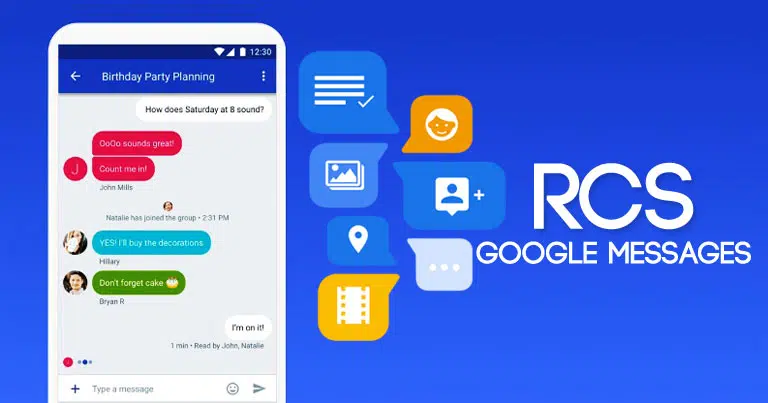 12:30
Birthday Party Planning
How does Saturday at 8 sound?
OoOo sounds great!
Count me in!
J
John Mills
Natalie has joined the group • 2:31 PM
YES! I'll buy the decorations
Hillary
Don't forget cake 🎂
Bryan R
I'm on it!
1 min • Read by John, Natalie
J
+ Type a message
RCS
GOOGLE MESSAGES